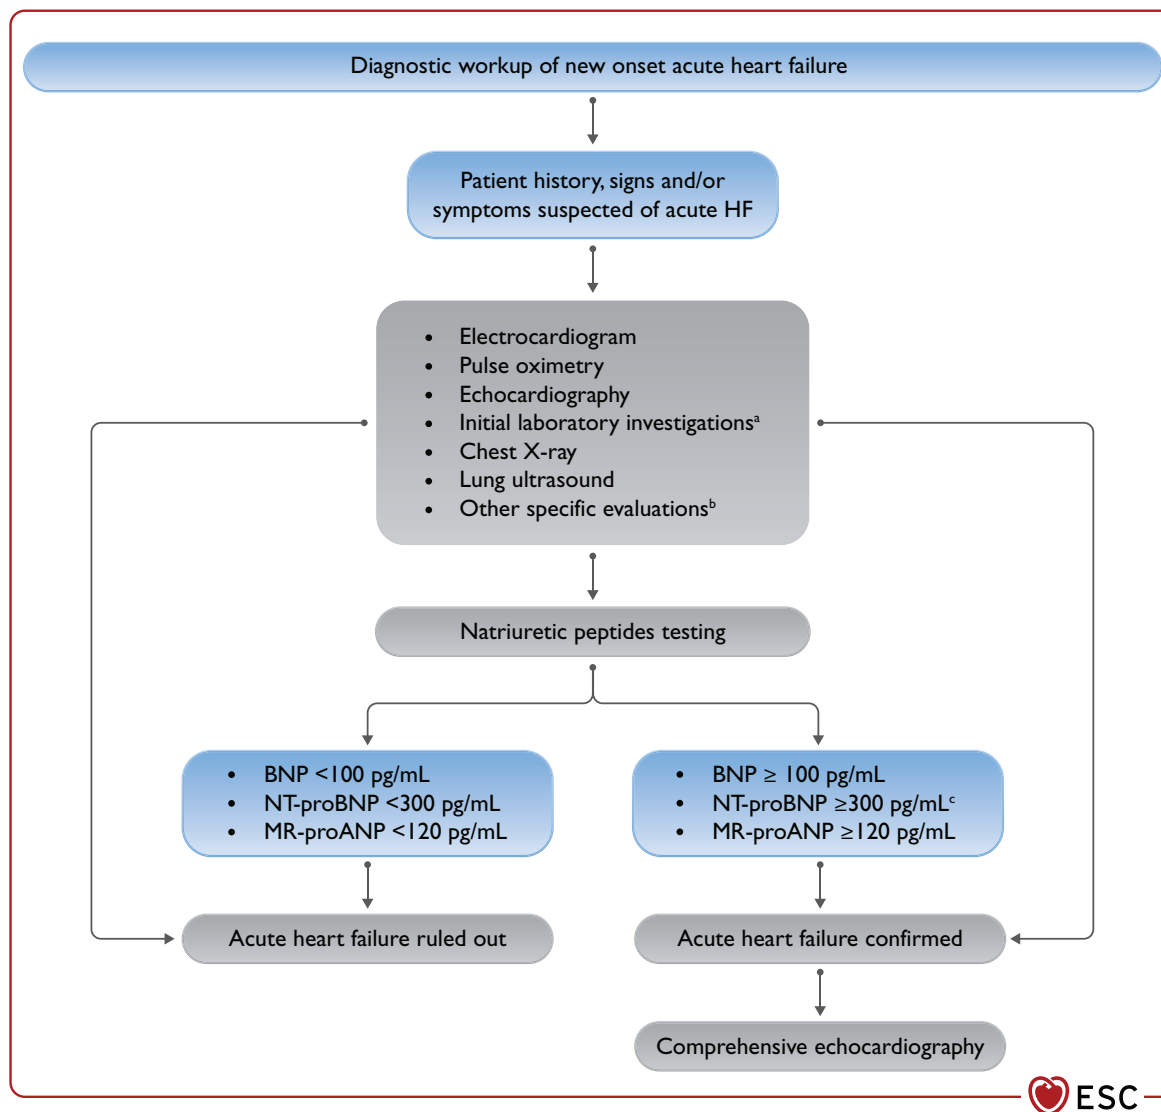 Diagnostic workup of new onset acute heart failure
Patient history, signs and/or
symptoms suspected of acute HF
• Electrocardiogram
• Pulse oximetry
• Echocardiography
• Initial laboratory investigationsᵃ
• Chest X-ray
• Lung ultrasound
• Other specific evaluationsᵇ
Natriuretic peptides testing
• BNP <100 pg/mL
• NT-proBNP <300 pg/mL
• MR-proANP <120 pg/mL
• BNP ≥ 100 pg/mL
• NT-proBNP ≥300 pg/mLᶜ
• MR-proANP ≥120 pg/mL
Acute heart failure ruled out
Acute heart failure confirmed
Comprehensive echocardiography
ESC